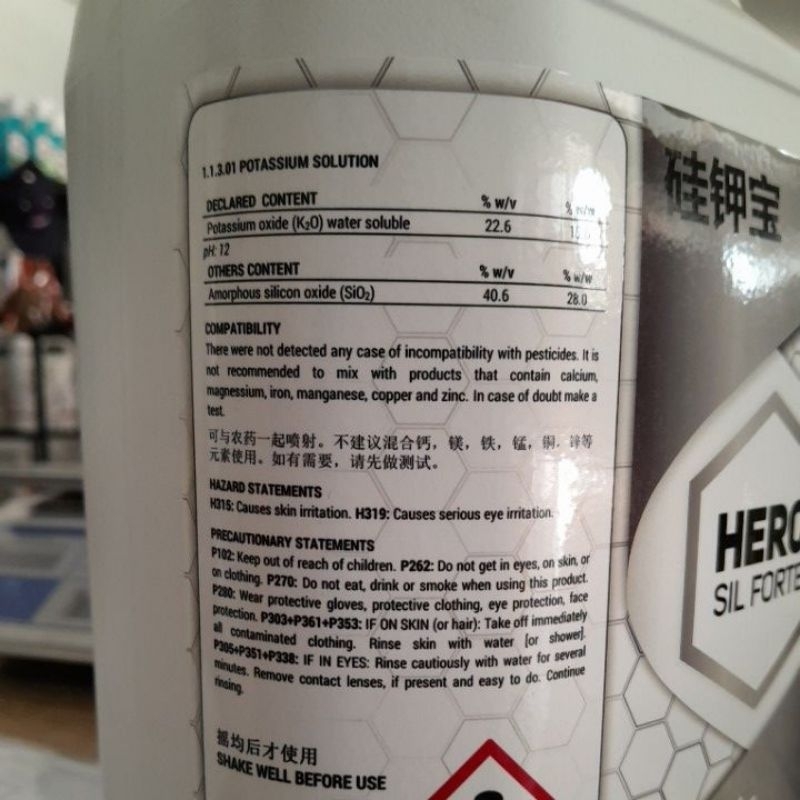 1.1.3.01 POTASSIUM SOLUTION
DECLARED CONTENT % w/v % w/w
Potassium oxide (K₂O) water soluble 22.6
pH: 12
OTHERS CONTENT % w/v % w/w
Amorphous silicon oxide (SiO₂) 40.6 28.0
COMPATIBILITY
There were not detected any case of incompatibility with pesticides. It is
not recommended to mix with products that contain calcium,
magnessium, iron, manganese, copper and zinc. In case of doubt make a
test.
可与农药一起喷射。不建议混合钙，镁，铁，锰，铜，锌等
元素使用。如有需要，请先做测试。
HAZARD STATEMENTS
H315: Causes skin irritation. H319: Causes serious eye irritation.
PRECAUTIONARY STATEMENTS
P102: Keep out of reach of children. P262: Do not get in eyes, on skin, or
on clothing. P270: Do not eat, drink or smoke when using this product.
P280: Wear protective gloves, protective clothing, eye protection, face
protection. P303+P361+P353: IF ON SKIN (or hair): Take off immediately
all contaminated clothing. Rinse skin with water [or shower].
P305+P351+P338: IF IN EYES: Rinse cautiously with water for several
minutes. Remove contact lenses, if present and easy to do. Continue
rinsing.
摇均后才使用
SHAKE WELL BEFORE USE
硅钾宝
HERO
SIL FORTE